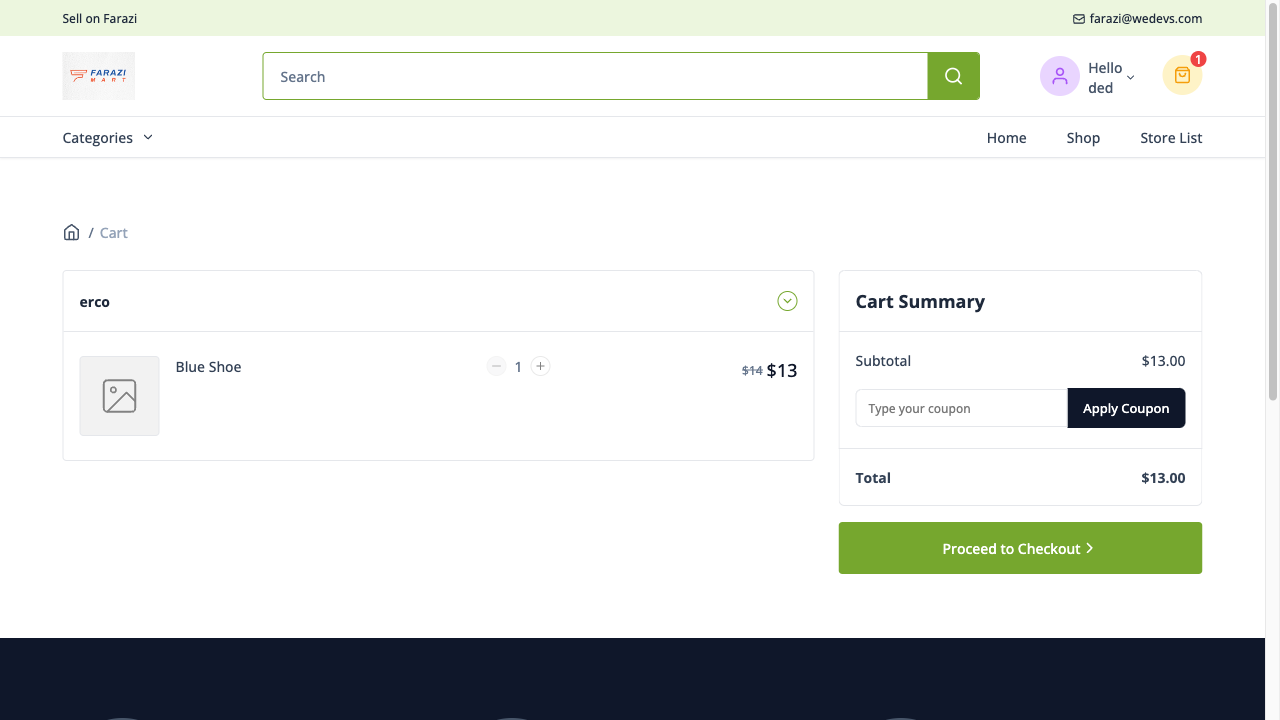 Sell on Farazi
farazi@wedevs.com
FARAZI
MART
Search
Hello
ded
1
Categories
Home
Shop
Store List
/ Cart
erco
Blue Shoe
1
$14 $13
Cart Summary
Subtotal
$13.00
Type your coupon
Apply Coupon
Total
$13.00
Proceed to Checkout